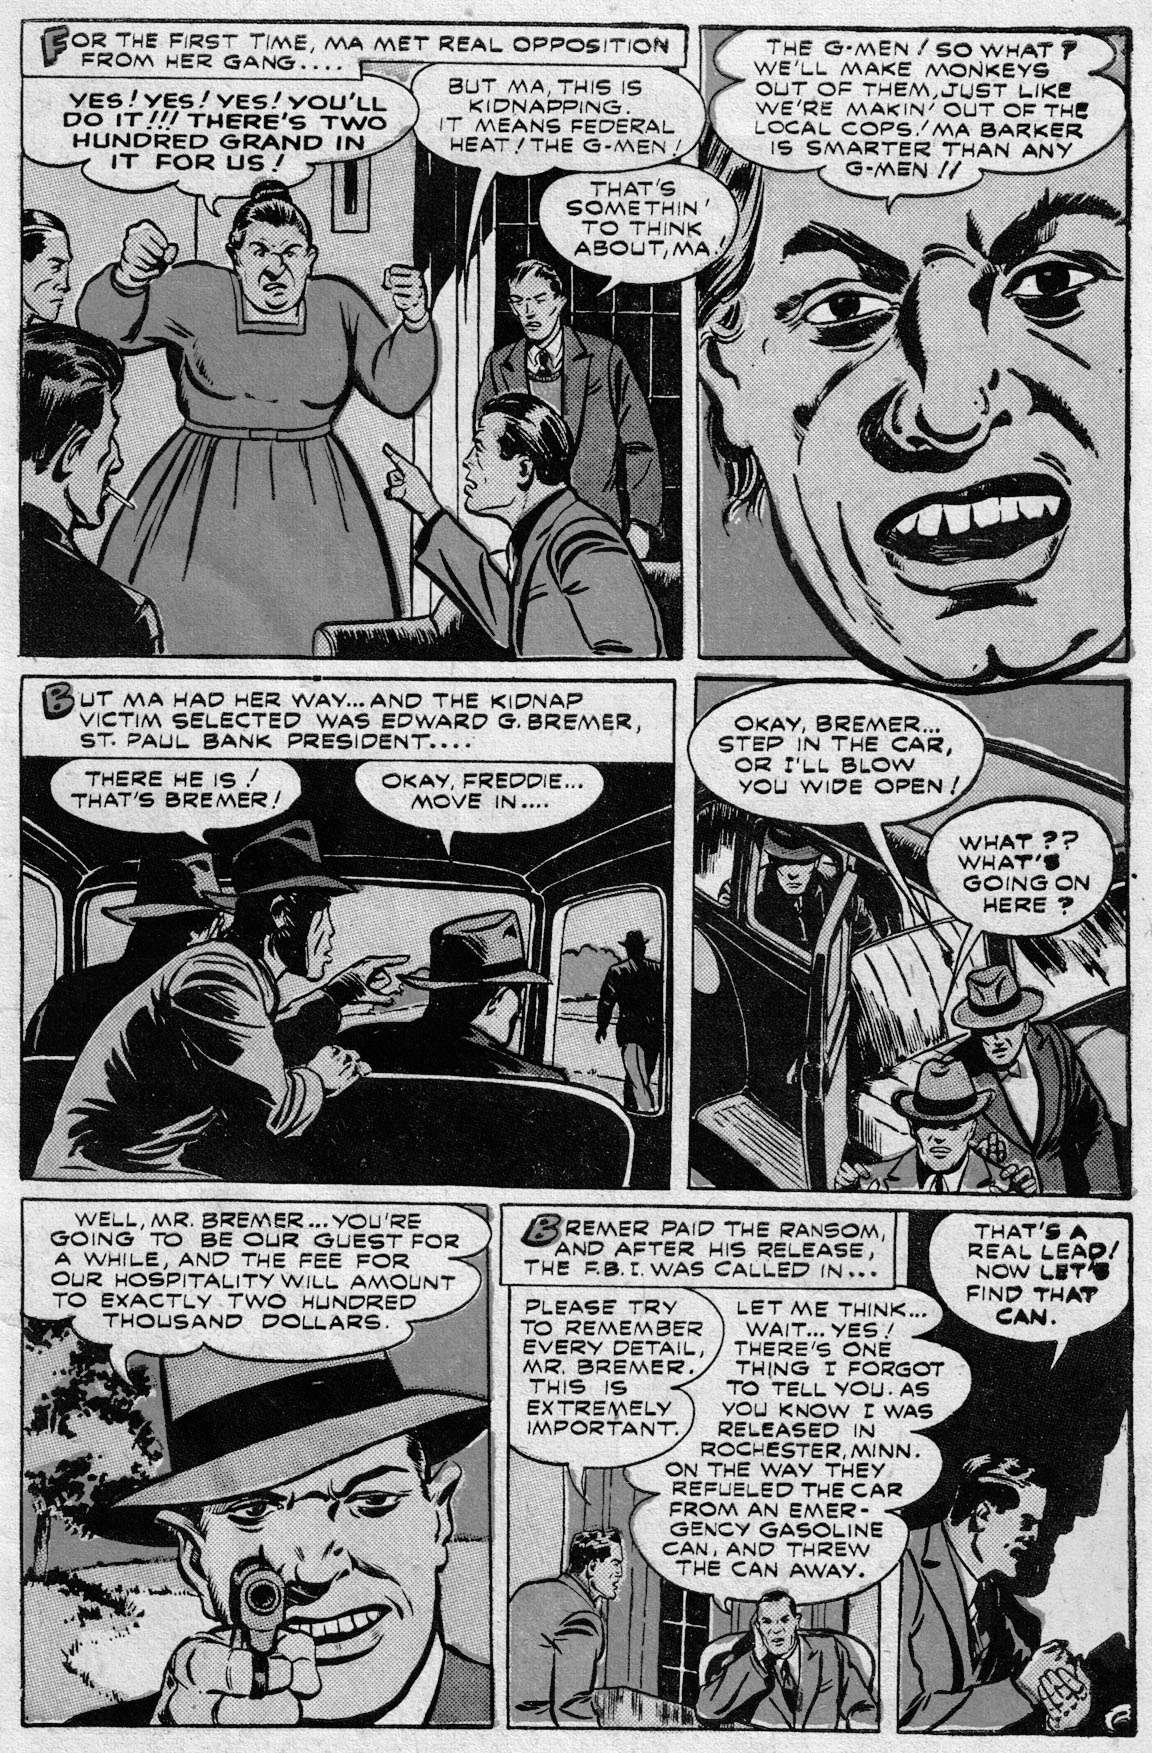 FOR THE FIRST TIME, MA MET REAL OPPOSITION
FROM HER GANG....
YES! YES! YES! YOU'LL
DO IT!!! THERE'S TWO
HUNDRED GRAND IN
IT FOR US!
BUT MA, THIS IS
KIDNAPPING.
IT MEANS FEDERAL
HEAT! THE G-MEN!
THAT'S
SOMETHIN'
TO THINK
ABOUT, MA!
THE G-MEN! SO WHAT?
WE'LL MAKE MONKEYS
OUT OF THEM, JUST LIKE
WE'RE MAKIN' OUT OF THE
LOCAL COPS! MA BARKER
IS SMARTER THAN ANY
G-MEN!!
BUT MA HAD HER WAY... AND THE KIDNAP
VICTIM SELECTED WAS EDWARD G. BREMER,
ST. PAUL BANK PRESIDENT....
THERE HE IS!
THAT'S BREMER!
OKAY, FREDDIE...
MOVE IN....
OKAY, BREMER...
STEP IN THE CAR,
OR I'LL BLOW
YOU WIDE OPEN!
WHAT??
WHAT'S
GOING ON
HERE?
WELL, MR. BREMER... YOU'RE
GOING TO BE OUR GUEST FOR
A WHILE, AND THE FEE FOR
OUR HOSPITALITY WILL AMOUNT
TO EXACTLY TWO HUNDRED
THOUSAND DOLLARS.
BREMER PAID THE RANSOM,
AND AFTER HIS RELEASE,
THE F.B.I. WAS CALLED IN...
PLEASE TRY
TO REMEMBER
EVERY DETAIL,
MR. BREMER.
THIS IS
EXTREMELY
IMPORTANT.
LET ME THINK...
WAIT... YES!
THERE'S ONE
THING I FORGOT
TO TELL YOU. AS
YOU KNOW I WAS
RELEASED IN
ROCHESTER, MINN.
ON THE WAY THEY
REFUELED THE CAR
FROM AN EMER-
GENCY GASOLINE
CAN, AND THREW
THE CAN AWAY.
THAT'S A
REAL LEAD!
NOW LET'S
FIND THAT
CAN.